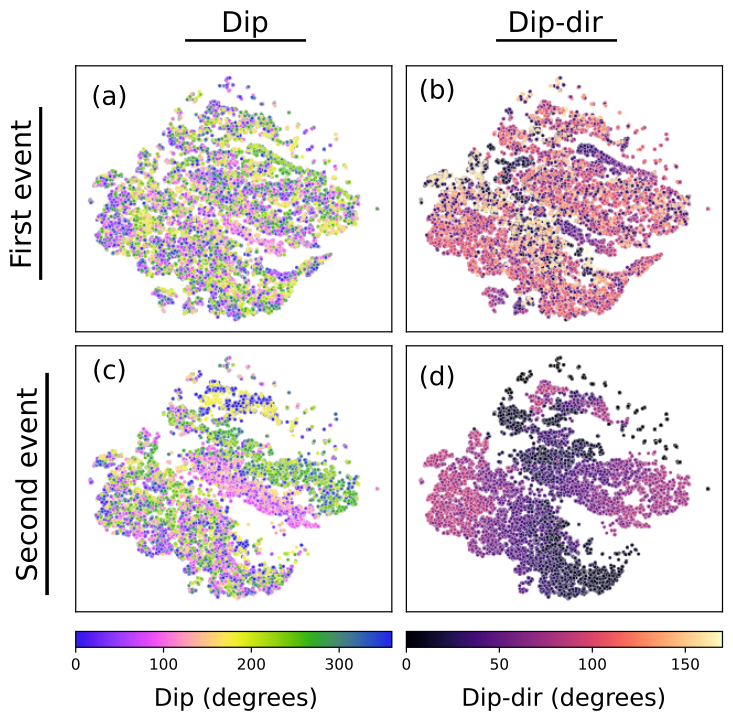 Dip
Dip-dir
First event
(a)
(b)
Second event
(c)
(d)
0 100 200 300
0 50 100 150
Dip (degrees)
Dip-dir (degrees)